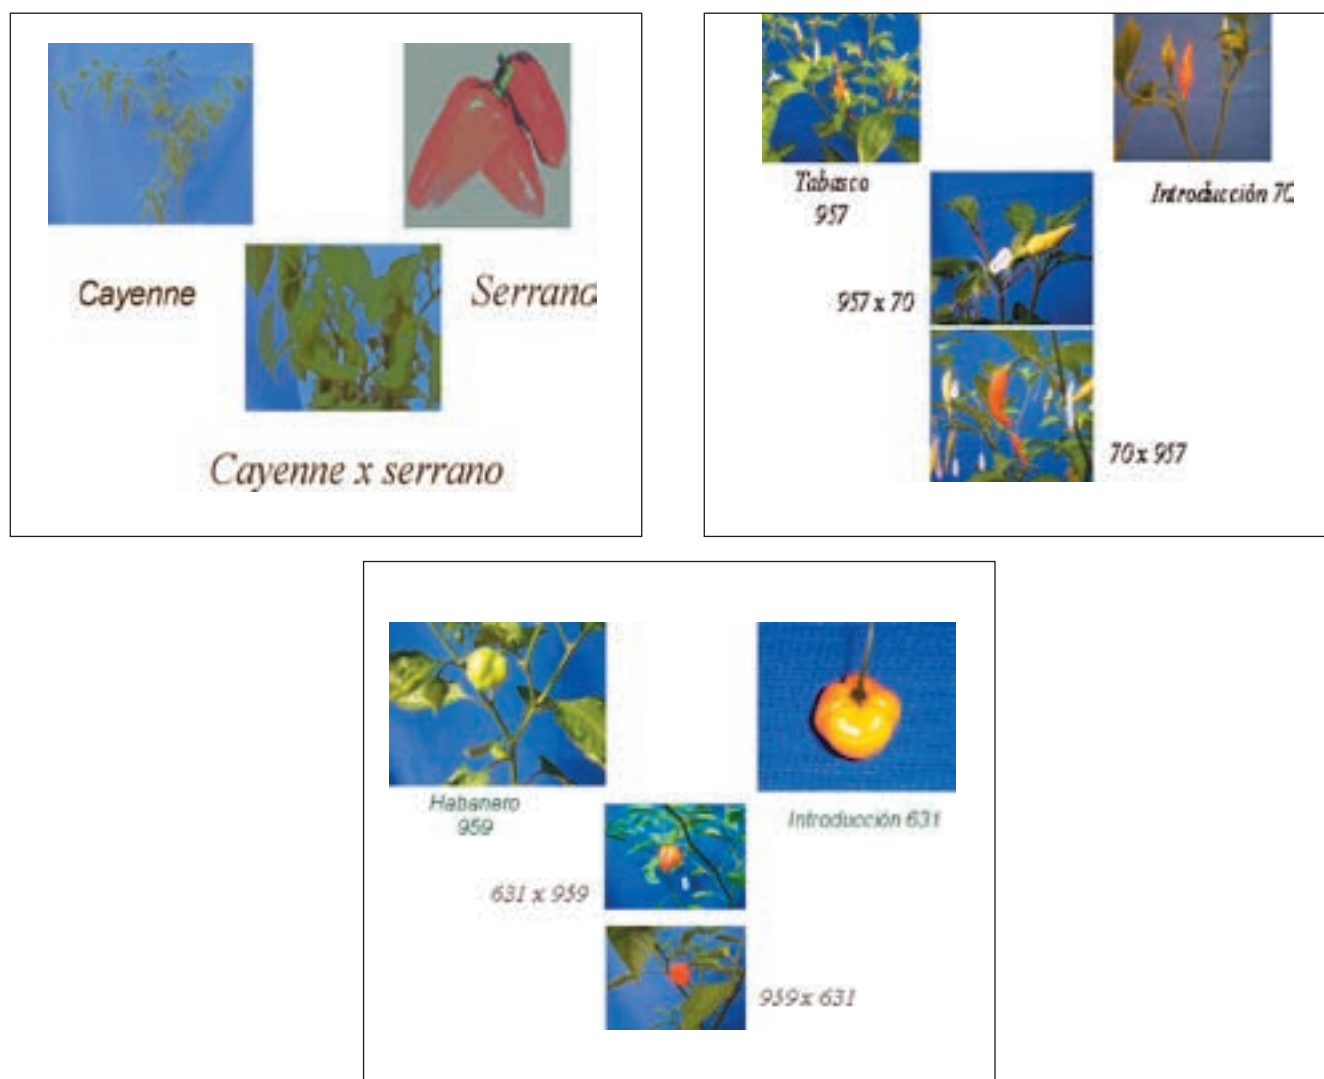 Cayenne
Serrano
Cayenne x serrano
Tabasco
957
Introducción 70
957 x 70
70 x 957
Habanero
959
Introducción 631
631 x 959
959 x 631